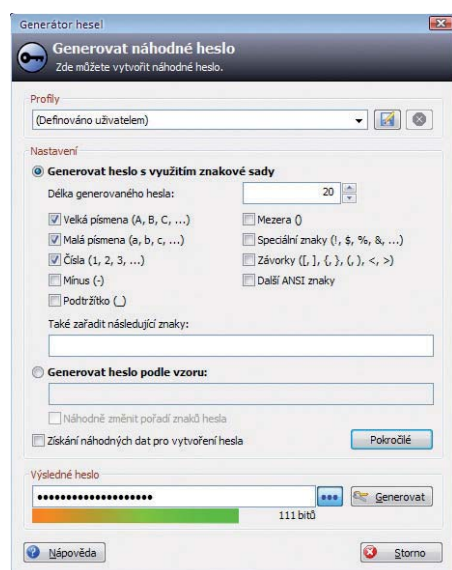 Generátor hesel
Generovat náhodné heslo
Zde můžete vytvořit náhodné heslo.
Profily
(Definováno uživatelem)
Nastavení
Generovat heslo s využitím znakové sady
Délka generovaného hesla: 20
Velká písmena (A, B, C, ...)
Mezera ()
Malá písmena (a, b, c, ...)
Speciální znaky (!, $, %, &, ...)
Čísla (1, 2, 3, ...)
Závorky ([, ], {, }, (, ), <, >)
Mínus (-)
Další ANSI znaky
Podtržítko (_)
Také zařadit následující znaky:
Generovat heslo podle vzoru:
Náhodně změnit pořadí znaků hesla
Získání náhodných dat pro vytvoření hesla
Pokročilé
Výsledné heslo
●●●●●●●●●●●●●●●●●●●●
Generovat
111 bitů
Nápověda
Storno